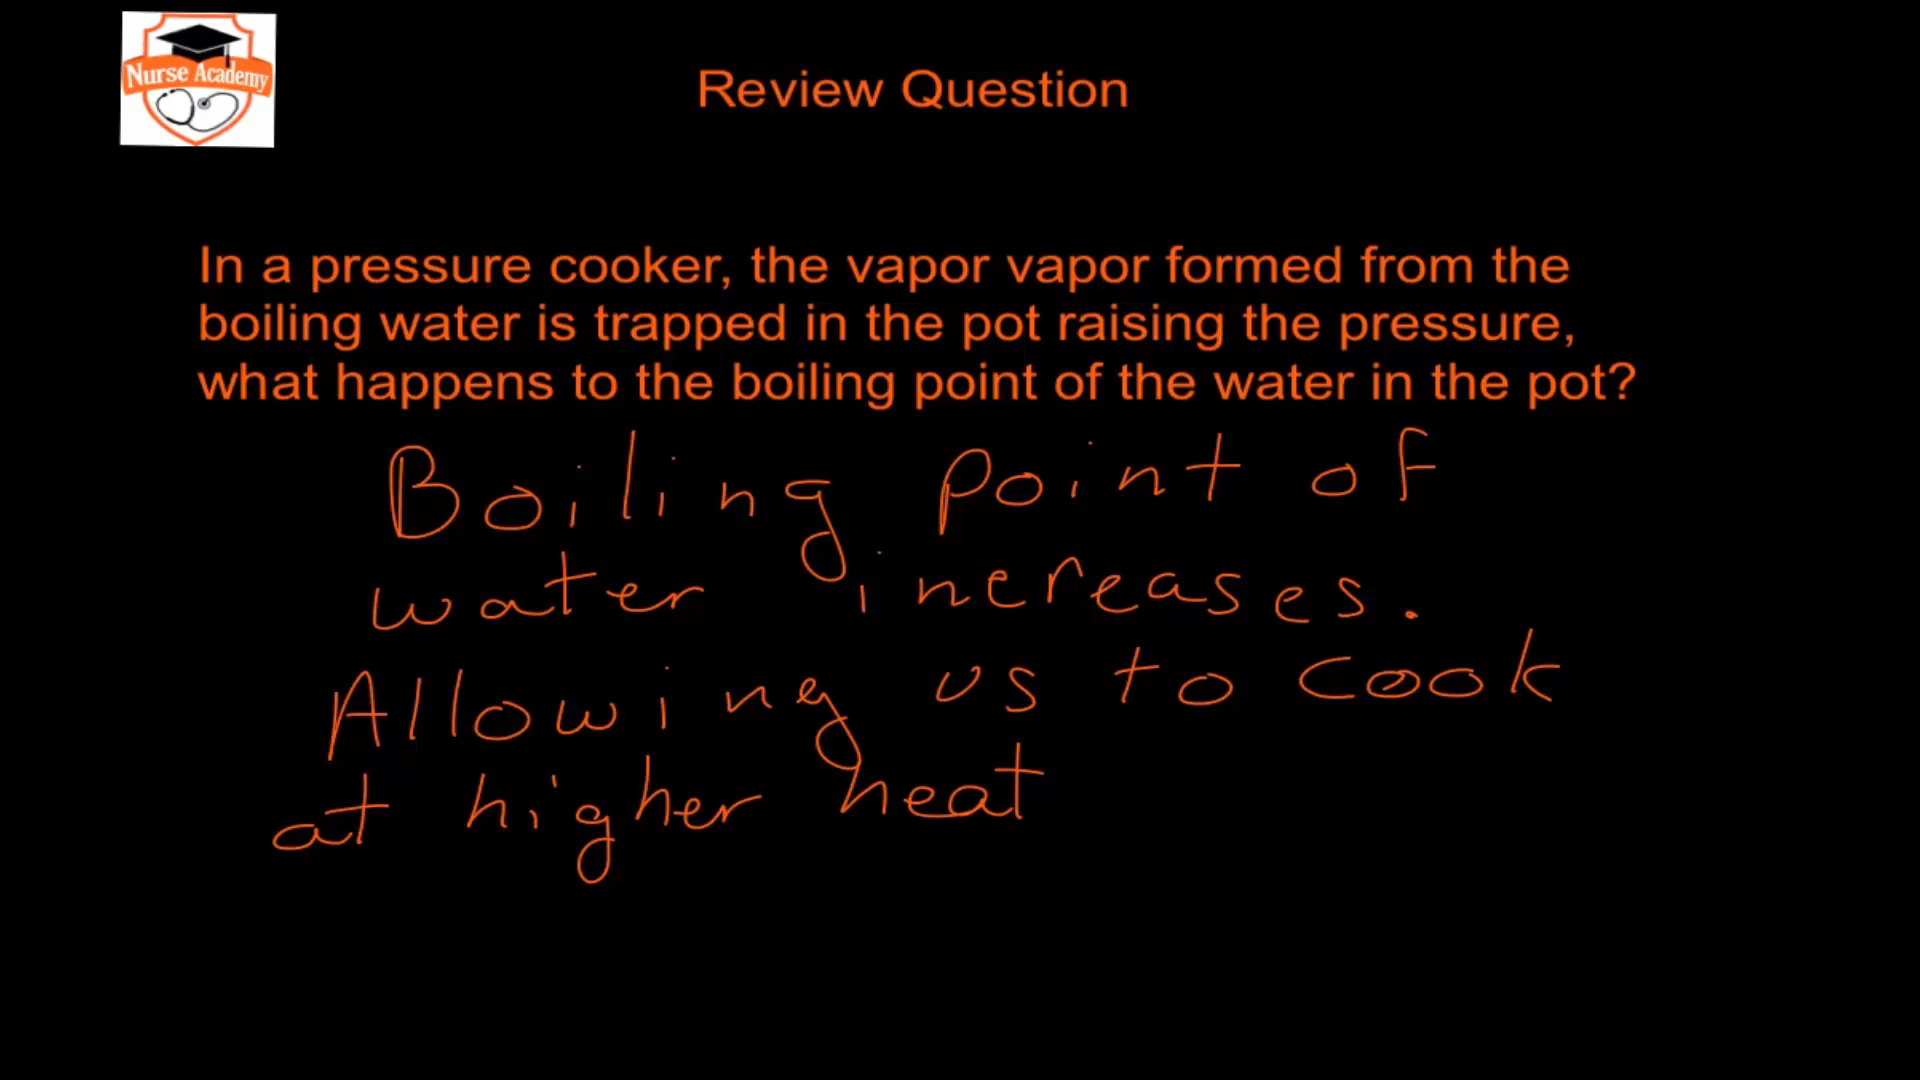 Nurse Academy
Review Question
In a pressure cooker, the vapor vapor formed from the
boiling water is trapped in the pot raising the pressure,
what happens to the boiling point of the water in the pot?
Boiling point of
water increases.
Allowing us to cook
at higher heat